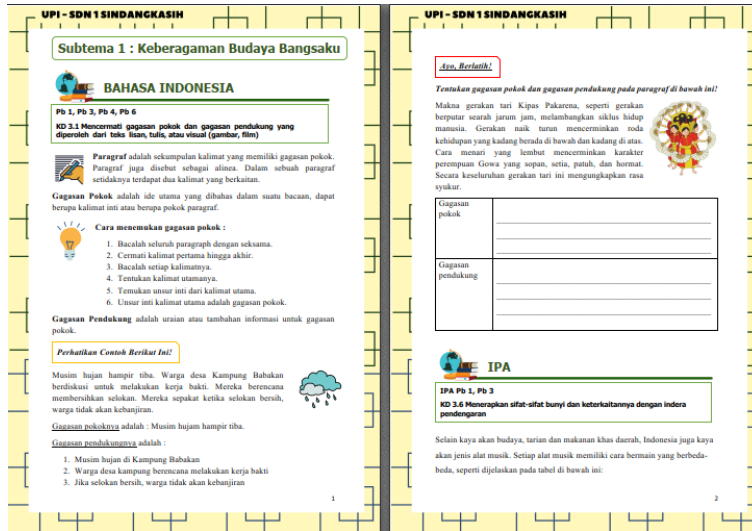 UPI – SDN 1 SINDANGKASIH
Subtema 1 : Keberagaman Budaya Bangsaku
BAHASA INDONESIA
Pb 1, Pb 3, Pb 4, Pb 6
KD 3.1 Mencermati gagasan pokok dan gagasan pendukung yang
diperoleh dari teks lisan, tulis, atau visual (gambar, film)
Paragraf adalah sekumpulan kalimat yang memiliki gagasan pokok.
Paragraf juga disebut sebagai alinea. Dalam sebuah paragraf
setidaknya terdapat dua kalimat yang berkaitan.
Gagasan Pokok adalah ide utama yang dibahas dalam suatu bacaan, dapat
berupa kalimat inti atau berupa pokok paragraf.
Cara menemukan gagasan pokok :
1. Bacalah seluruh paragraph dengan seksama.
2. Cermati kalimat pertama hingga akhir.
3. Bacalah setiap kalimatnya.
4. Tentukan kalimat utamanya.
5. Temukan unsur inti dari kalimat utama.
6. Unsur inti kalimat utama adalah gagasan pokok.
Gagasan Pendukung adalah uraian atau tambahan informasi untuk gagasan
pokok.
Perhatikan Contoh Berikut Ini!
Musim hujan hampir tiba. Warga desa Kampung Babakan
berdiskusi untuk melakukan kerja bakti. Mereka berencana
membersihkan selokan. Mereka sepakat ketika selokan bersih,
warga tidak akan kebanjiran.
Gagasan pokoknya adalah : Musim hujam hampir tiba.
Gagasan pendukungnya adalah :
1. Musim hujan di Kampung Babakan
2. Warga desa kampung berencana melakukan kerja bakti
3. Jika selokan bersih, warga tidak akan kebanjiran
1
UPI – SDN 1 SINDANGKASIH
Ayo, Berlatih!
Tentukan gagasan pokok dan gagasan pendukung pada paragraf di bawah ini!
Makna gerakan tari Kipas Pakarena, seperti gerakan
berputar searah jarum jam, melambangkan siklus hidup
manusia. Gerakan naik turun mencerminkan roda
kehidupan yang kadang berada di bawah dan kadang di atas.
Cara menari yang lembut mencerminkan karakter
perempuan Gowa yang sopan, setia, patuh, dan hormat.
Secara keseluruhan gerakan tari ini mengungkapkan rasa
syukur.
Gagasan
pokok
Gagasan
pendukung
IPA
IPA Pb 1, Pb 3
KD 3.6 Menerapkan sifat-sifat bunyi dan keterkaitannya dengan indera
pendengaran
Selain kaya akan budaya, tarian dan makanan khas daerah, Indonesia juga kaya
akan jenis alat musik. Setiap alat musik memiliki cara bermain yang berbeda-
beda, seperti dijelaskan pada tabel di bawah ini:
2